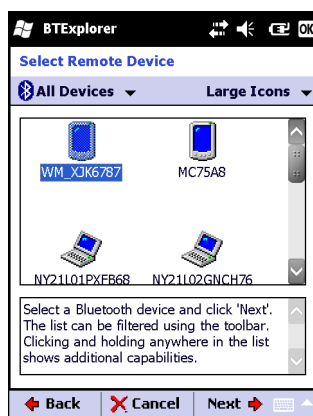 BTExplorer OK
Select Remote Device
All Devices Large Icons
WM_XJK6787 MC75A8
NY21L01PXFB68 NY21L02GNCH76
Select a Bluetooth device and click 'Next'.
The list can be filtered using the toolbar.
Clicking and holding anywhere in the list
shows additional capabilities.
Back Cancel Next